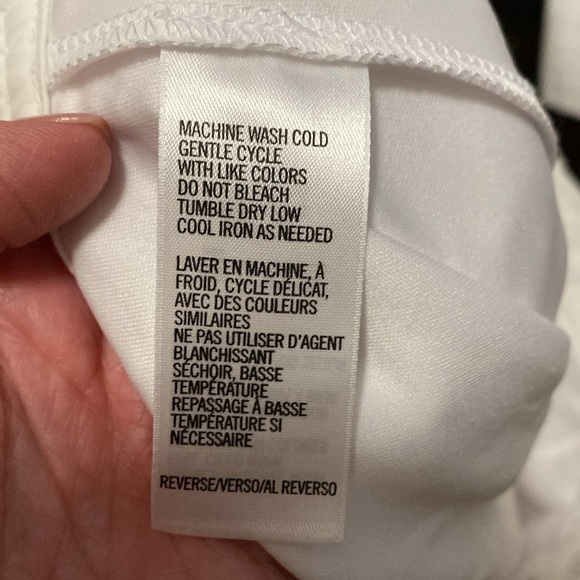 MACHINE WASH COLD
GENTLE CYCLE
WITH LIKE COLORS
DO NOT BLEACH
TUMBLE DRY LOW
COOL IRON AS NEEDED
LAVER EN MACHINE, À
FROID, CYCLE DÉLICAT,
AVEC DES COULEURS
SIMILAIRES
NE PAS UTILISER D'AGENT
BLANCHISSANT
SÉCHOIR, BASSE
TEMPÉRATURE
REPASSAGE À BASSE
TEMPÉRATURE SI
NÉCESSAIRE
REVERSE/VERSO/AL REVERSO